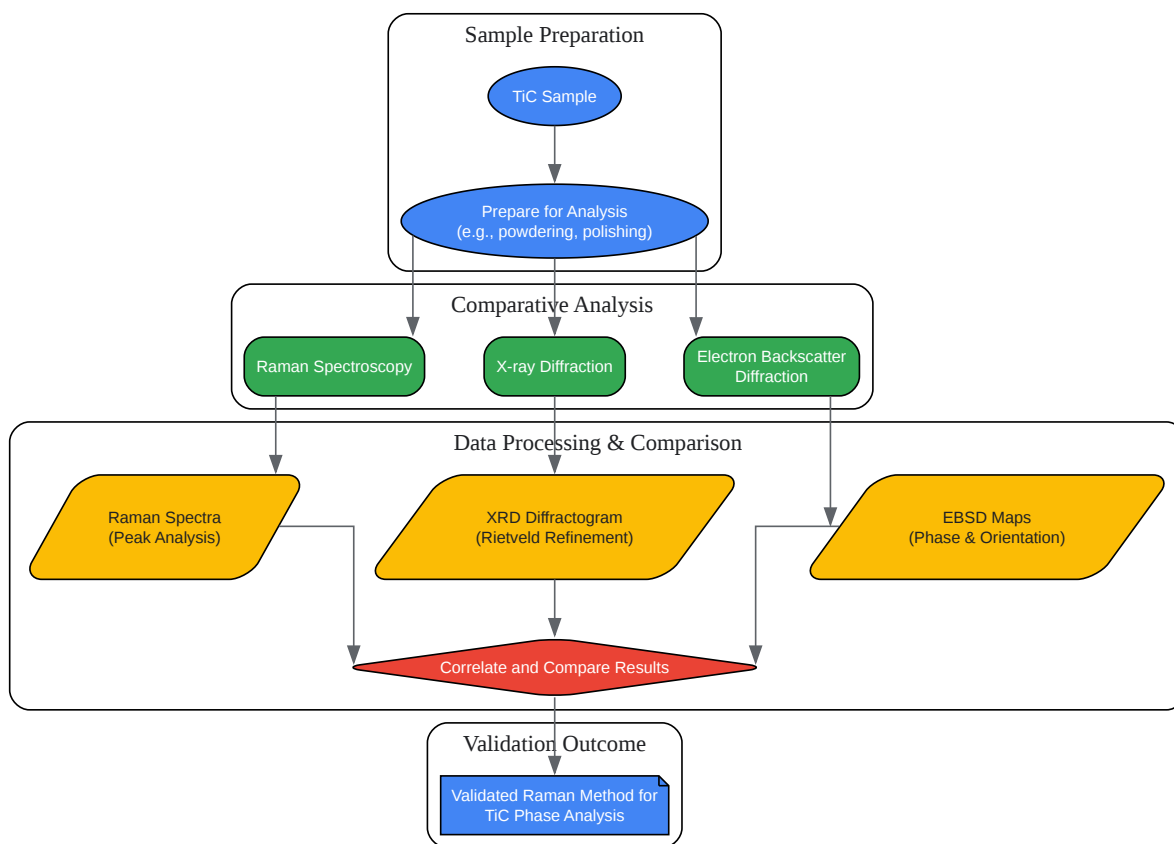 Sample Preparation
TiC Sample
Prepare for Analysis
(e.g., powdering, polishing)
Comparative Analysis
Raman Spectroscopy
X-ray Diffraction
Electron Backscatter
Diffraction
Data Processing & Comparison
Raman Spectra
(Peak Analysis)
XRD Diffractogram
(Rietveld Refinement)
EBSD Maps
(Phase & Orientation)
Correlate and Compare Results
Validation Outcome
Validated Raman Method for
TiC Phase Analysis